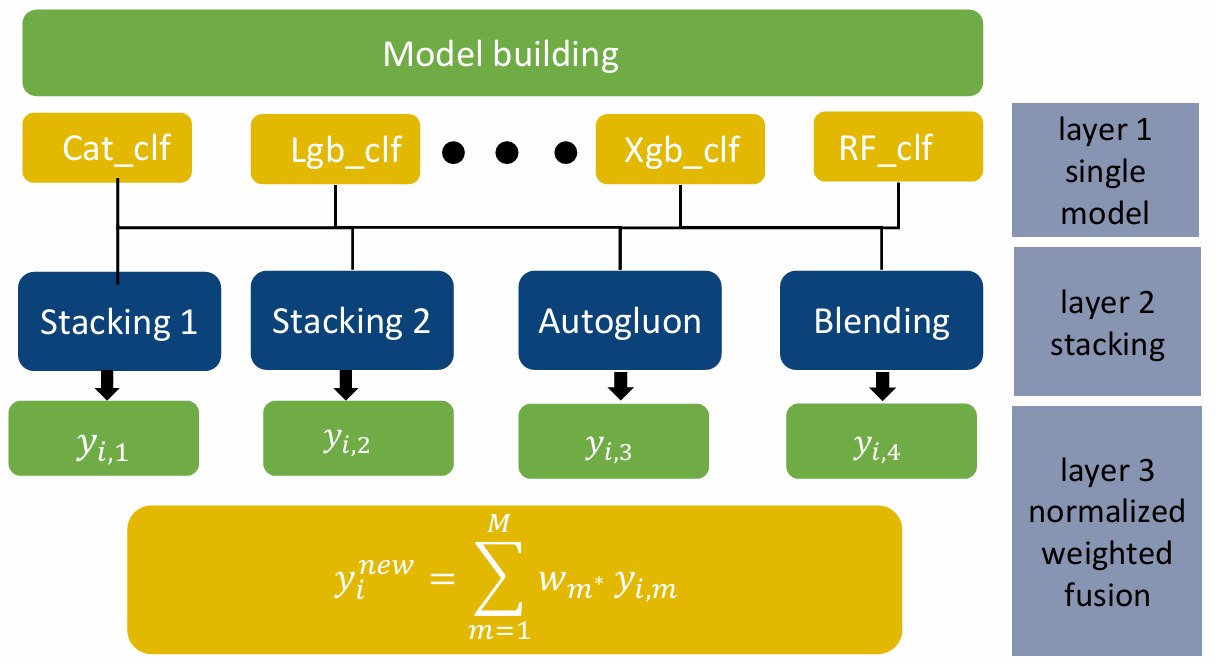 Model building
Cat_clf
Lgb_clf
● ● ●
Xgb_clf
RF_clf
layer 1
single
model
Stacking 1
Stacking 2
Autogluon
Blending
layer 2
stacking
y_{i,1}
y_{i,2}
y_{i,3}
y_{i,4}
y_i^{new} = \sum_{m=1}^{M} w_{m^*} y_{i,m}
layer 3
normalized
weighted
fusion